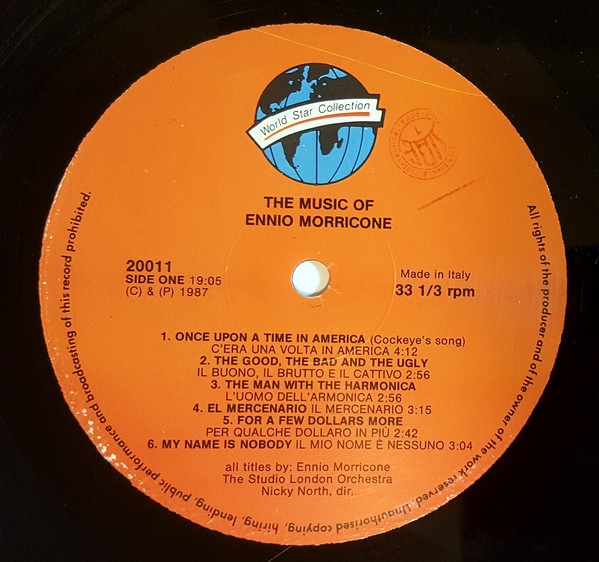 World Star Collection
THE MUSIC OF
ENNIO MORRICONE
20011
SIDE ONE 19:05
(C) & (P) 1987
Made in Italy
33 1/3 rpm
1. ONCE UPON A TIME IN AMERICA (Cockeye's song)
C'ERA UNA VOLTA IN AMERICA 4:12
2. THE GOOD, THE BAD AND THE UGLY
IL BUONO, IL BRUTTO E IL CATTIVO 2:56
3. THE MAN WITH THE HARMONICA
L'UOMO DELL'ARMONICA 2:56
4. EL MERCENARIO IL MERCENARIO 3:15
5. FOR A FEW DOLLARS MORE
PER QUALCHE DOLLARO IN PIÙ 2:42
6. MY NAME IS NOBODY IL MIO NOME È NESSUNO 3:04
all titles by: Ennio Morricone
The Studio London Orchestra
Nicky North, dir.
All rights of the producer and of the owner of the work reserved. Unauthorised copying, hiring, lending, public performance and broadcasting of this record prohibited.